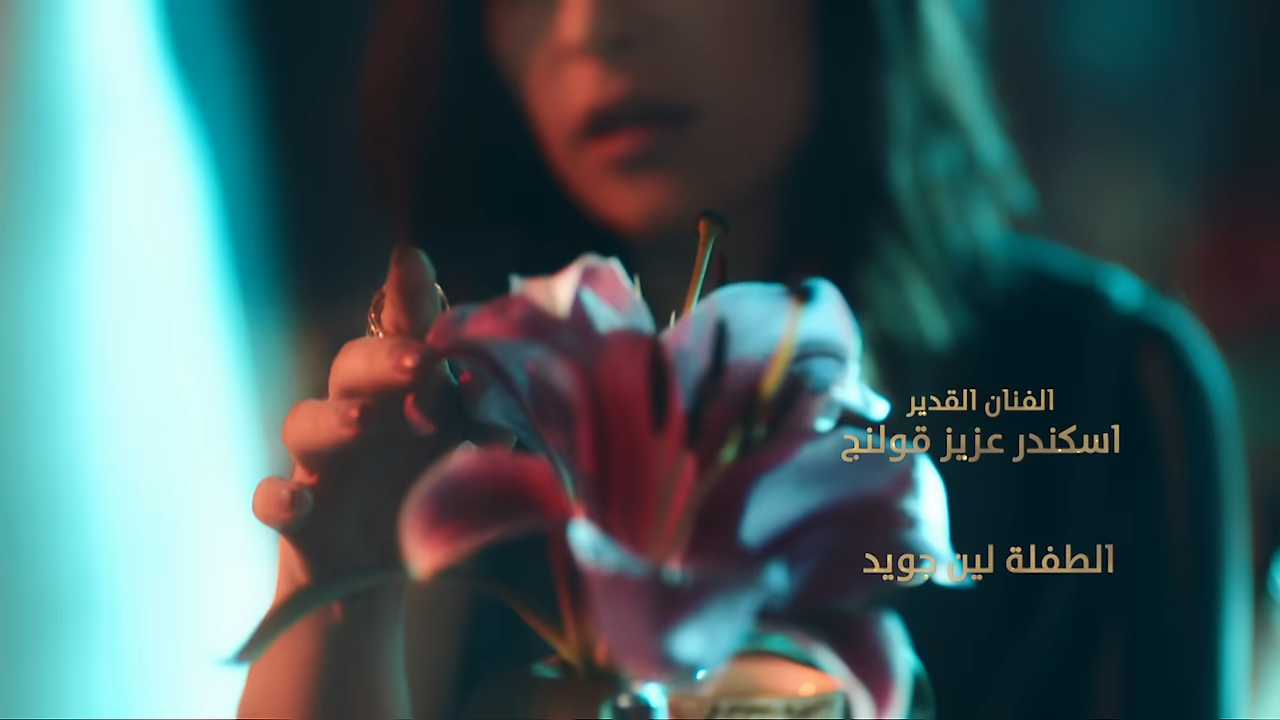 الفنان القدير
اسكندر عزيز قولنج
الطفلة لين جويد